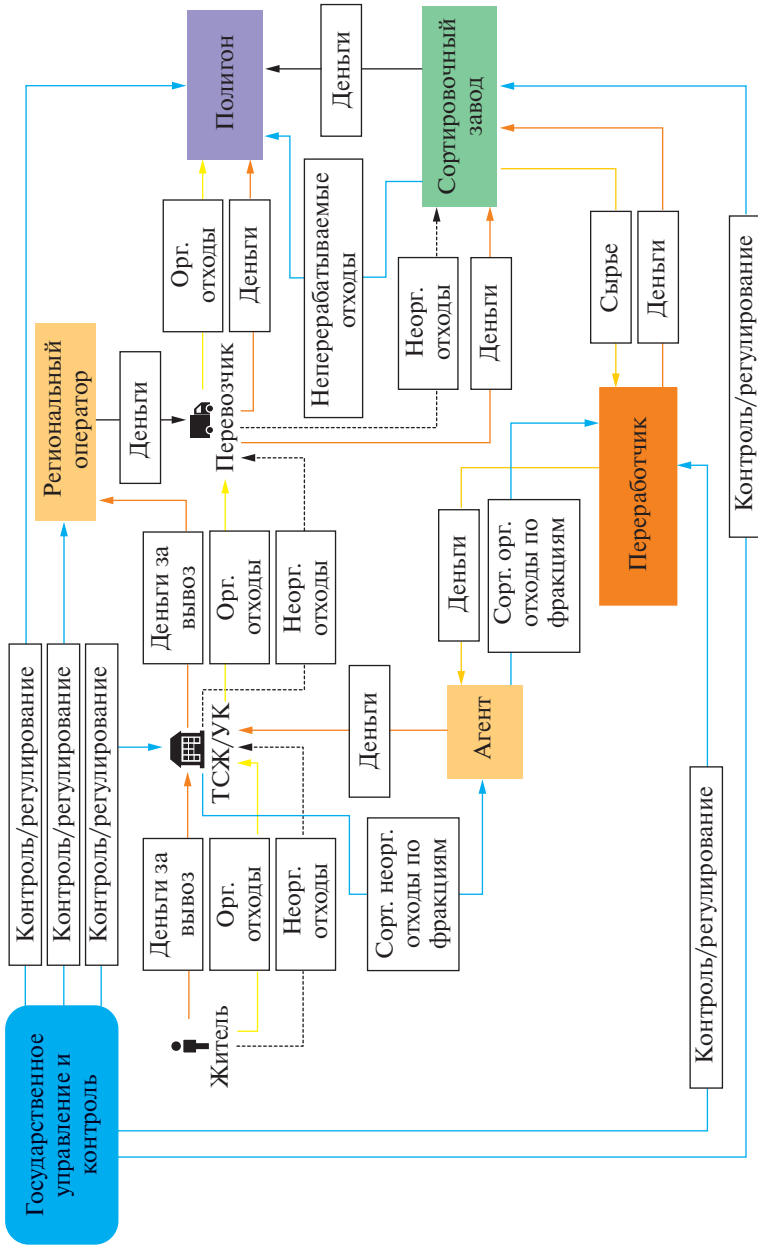 Государственное
управление и
контроль
Контроль/регулирование
Контроль/регулирование
Контроль/регулирование
Региональный
оператор
Полигон
Деньги
Орг.
отходы
Деньги
Деньги
Житель
Деньги за
вывоз
Орг.
отходы
Неорг.
отходы
ТСЖ/УК
Деньги за
вывоз
Орг.
отходы
Неорг.
отходы
Перевозчик
Неперерабатываемые
отходы
Неорг.
отходы
Деньги
Сортировочный
завод
Сорт. неорг.
отходы по
фракциям
Деньги
Агент
Деньги
Сорт. орг.
отходы по
фракциям
Переработчик
Сырье
Деньги
Контроль/регулирование
Контроль/регулирование